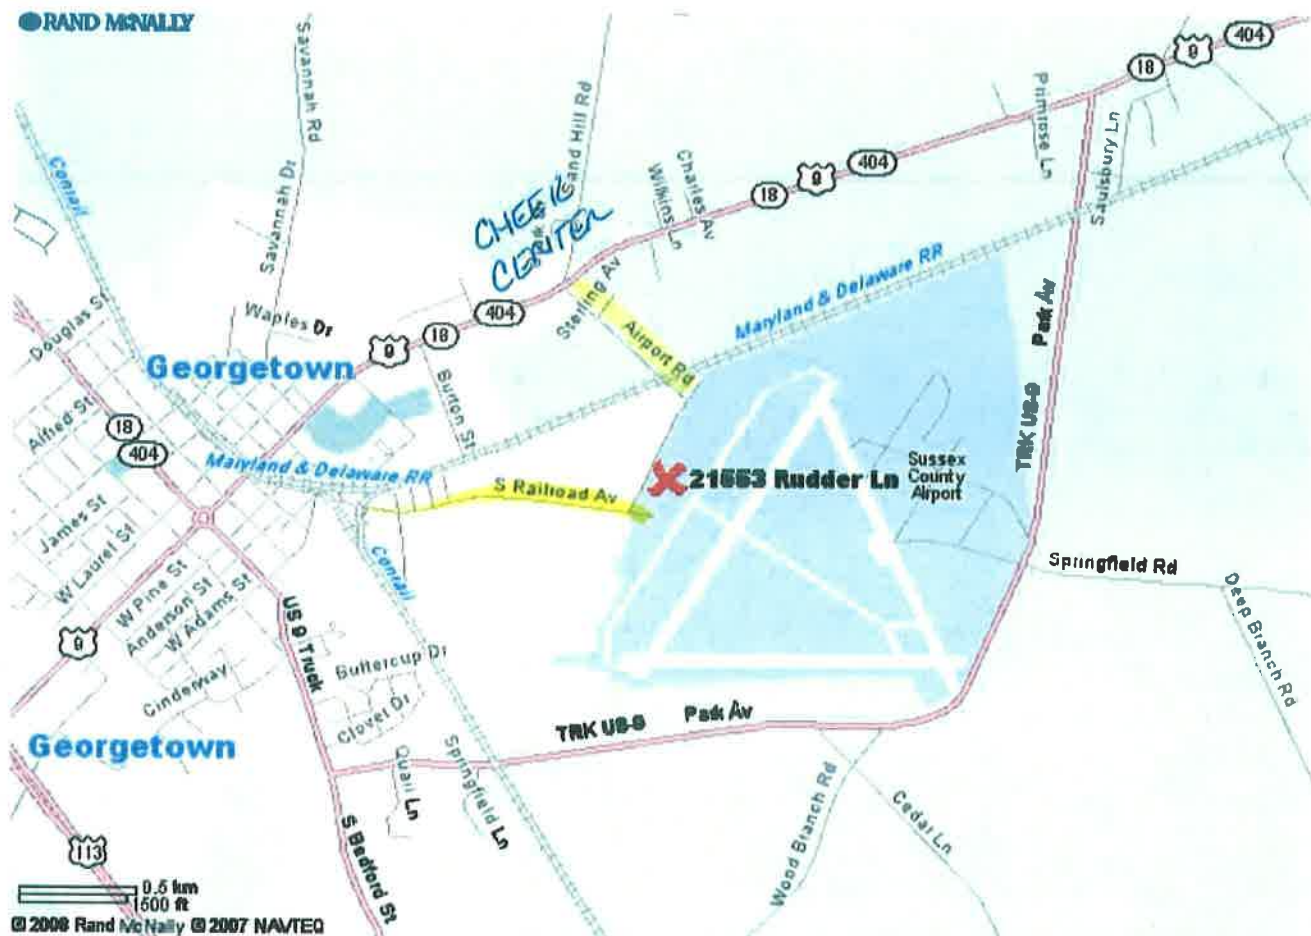 RAND McNALLY
Savannah Rd
Sand Hill Rd
404
9
18
Primrose Ln
Saulsbury Ln
Conrail
Savannah Dr
CHEER
CENTER
Wilkins Ln
Charles Av
18
9
404
Maryland & Delaware RR
Park Av
TRK US-9
Douglas St
Waples Dr
9
18
404
Sterling Av
Airport Rd
Georgetown
Alfred St
18
404
Burton St
Maryland & Delaware RR
S Railroad Av
21553 Rudder Ln
Sussex
County
Airport
James St
W Laurel St
W Pine St
Anderson St
W Adams St
Conrail
Springfield Rd
Deep Branch Rd
9
US 9 Truck
Buttercup Dr
Cinderway
Clover Dr
Georgetown
TRK US-9
Park Av
Quail Ln
Springfield Ln
S Bedford St
Wood Branch Rd
Cedar Ln
113
0.5 km
1500 ft
© 2008 Rand McNally © 2007 NAVTEQ